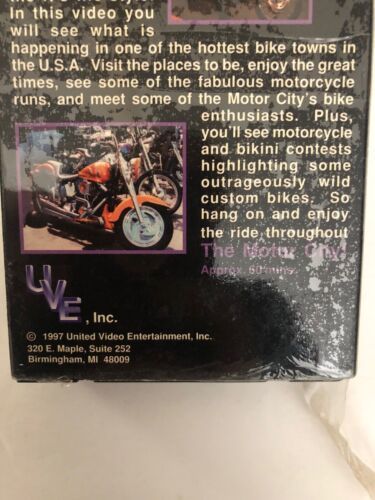 In this video you
will see what is
happening in one of the hottest bike towns in
the U.S.A. Visit the places to be, enjoy the great
times, see some of the fabulous motorcycle
runs, and meet some of the Motor City's bike
enthusiasts. Plus,
you'll see motorcycle
and bikini contests
highlighting some
outrageously wild
custom bikes. So
hang on and enjoy
the ride throughout
The Motor City!
Approx. 60 mins.
UVE, Inc.
© 1997 United Video Entertainment, Inc.
320 E. Maple, Suite 252
Birmingham, MI 48009